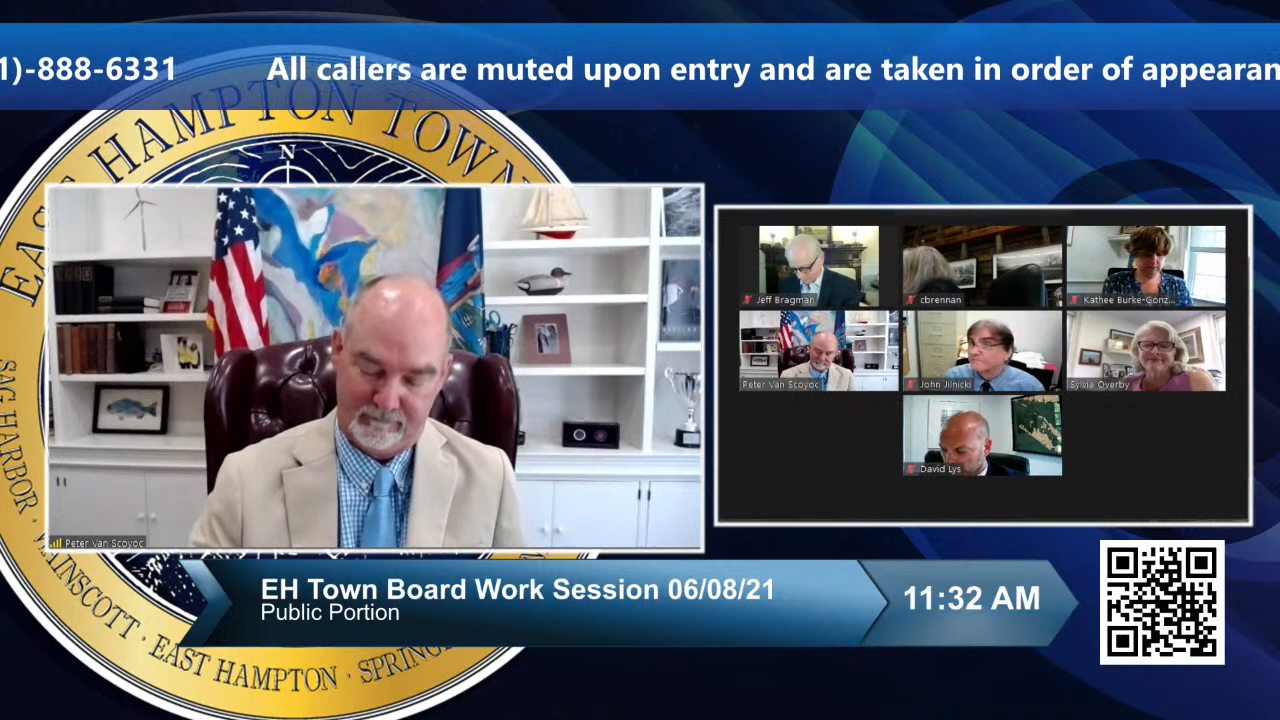 1)-888-6331 All callers are muted upon entry and are taken in order of appearan
EAST HAMPTON TOWN
N
SAG HARBOR · WAINSCOTT · EAST HAMPTON · SPRING
Peter Van Scoyoc
Jeff Bragman
cbrennan
Kathee Burke-Gonz...
Peter Van Scoyoc
John Jilnicki
Sylvia Overby
David Lys
EH Town Board Work Session 06/08/21
Public Portion
11:32 AM